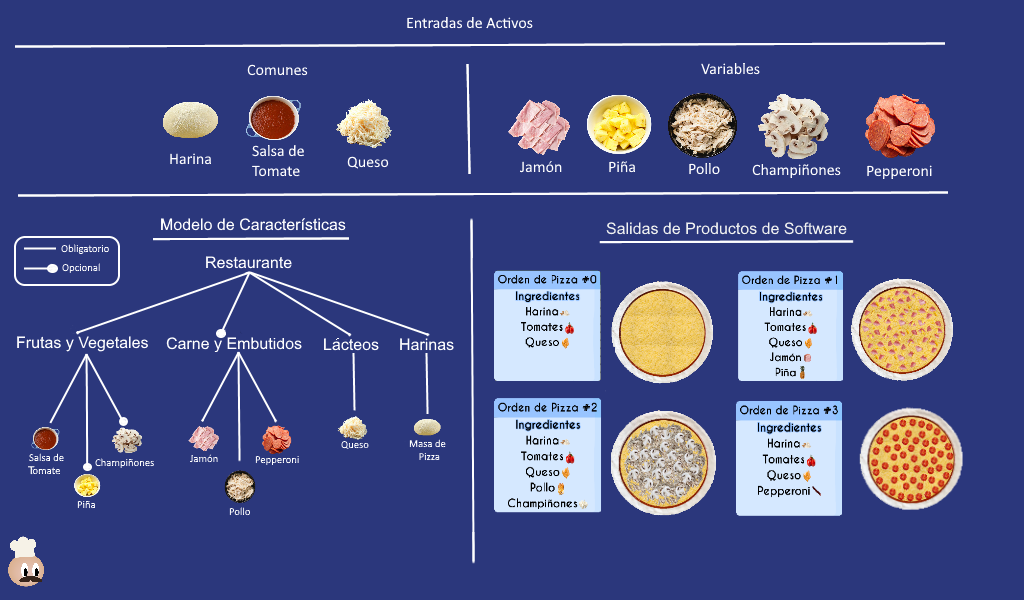 Entradas de Activos
Comunes
Variables
Harina
Salsa de
Tomate
Queso
Jamón
Piña
Pollo
Champiñones
Pepperoni
Modelo de Características
Obligatorio
Opcional
Restaurante
Frutas y Vegetales
Carne y Embutidos
Lácteos
Harinas
Salsa de
Tomate
Champiñones
Piña
Jamón
Pepperoni
Pollo
Queso
Masa de
Pizza
Salidas de Productos de Software
Orden de Pizza #0
Ingredientes
Harina
Tomates
Queso
Orden de Pizza #1
Ingredientes
Harina
Tomates
Queso
Jamón
Piña
Orden de Pizza #2
Ingredientes
Harina
Tomates
Queso
Pollo
Champiñones
Orden de Pizza #3
Ingredientes
Harina
Tomates
Queso
Pepperoni